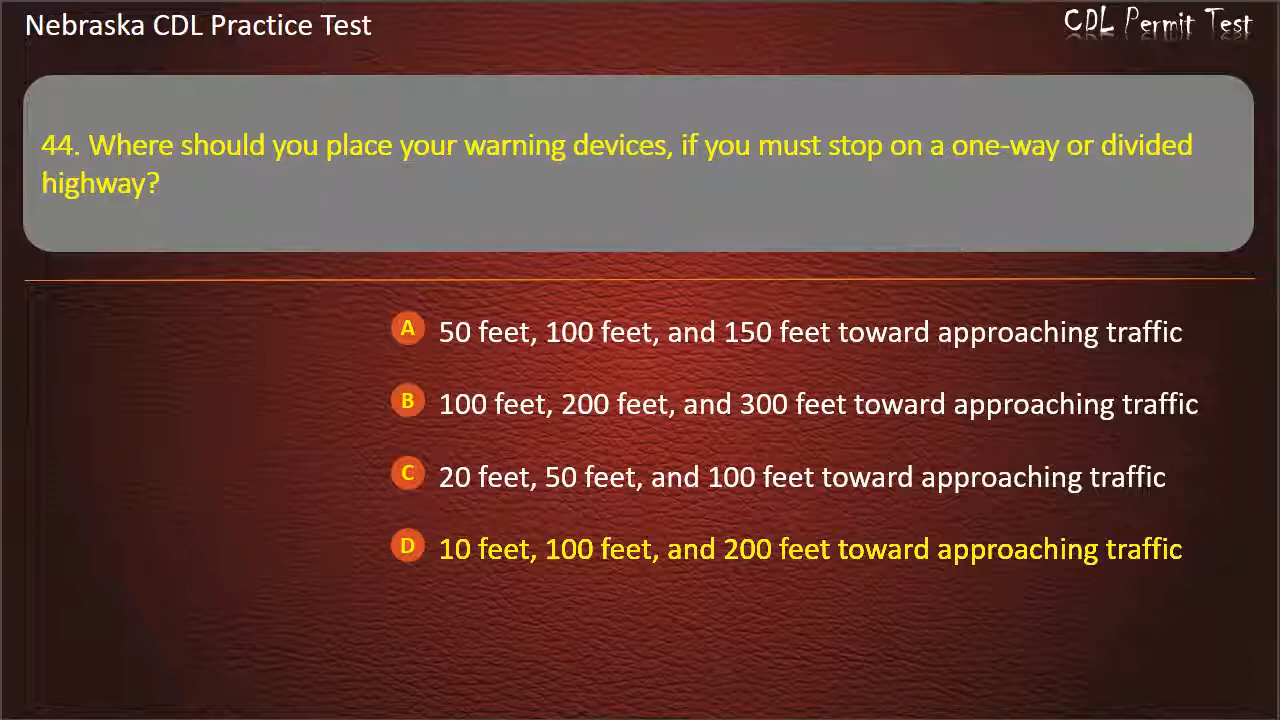 Nebraska CDL Practice Test
CDL Permit Test
44. Where should you place your warning devices, if you must stop on a one-way or divided
highway?
A 50 feet, 100 feet, and 150 feet toward approaching traffic
B 100 feet, 200 feet, and 300 feet toward approaching traffic
C 20 feet, 50 feet, and 100 feet toward approaching traffic
D 10 feet, 100 feet, and 200 feet toward approaching traffic